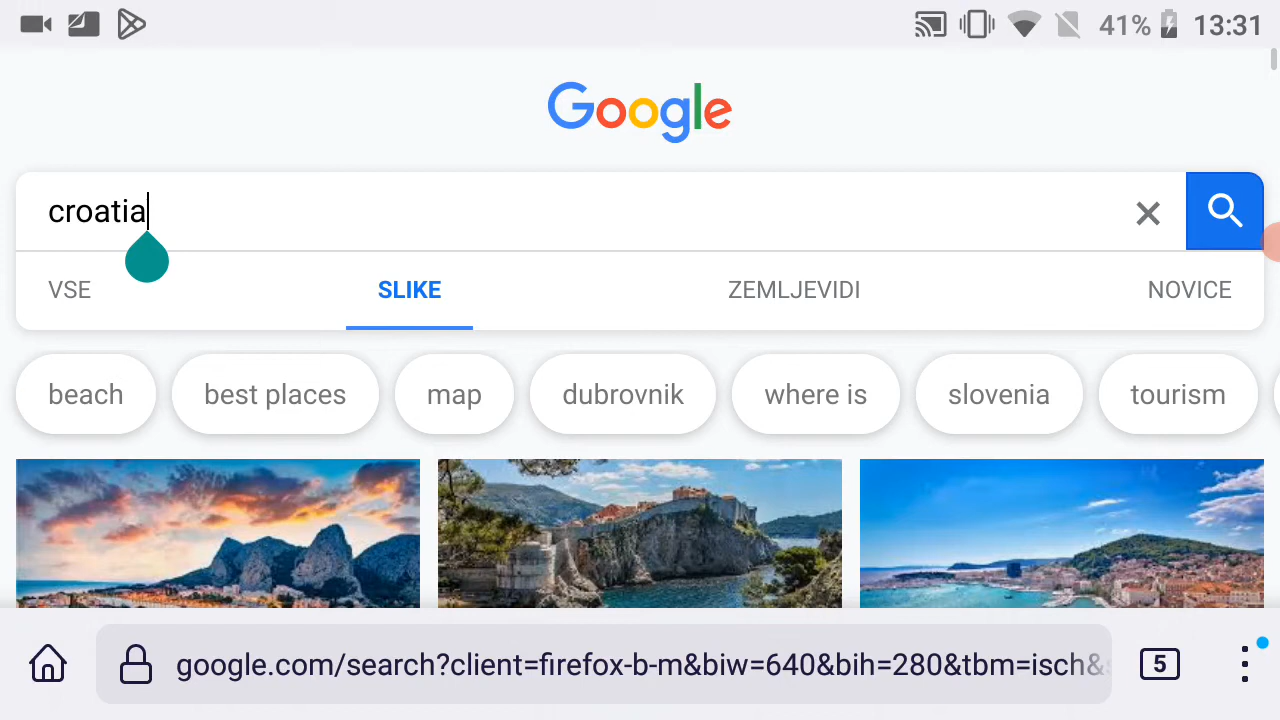 41% 13:31
Google
croatia
VSE SLIKE ZEMLJEVIDI NOVICE
beach best places map dubrovnik where is slovenia tourism
google.com/search?client=firefox-b-m&biw=640&bih=280&tbm=isch& 5